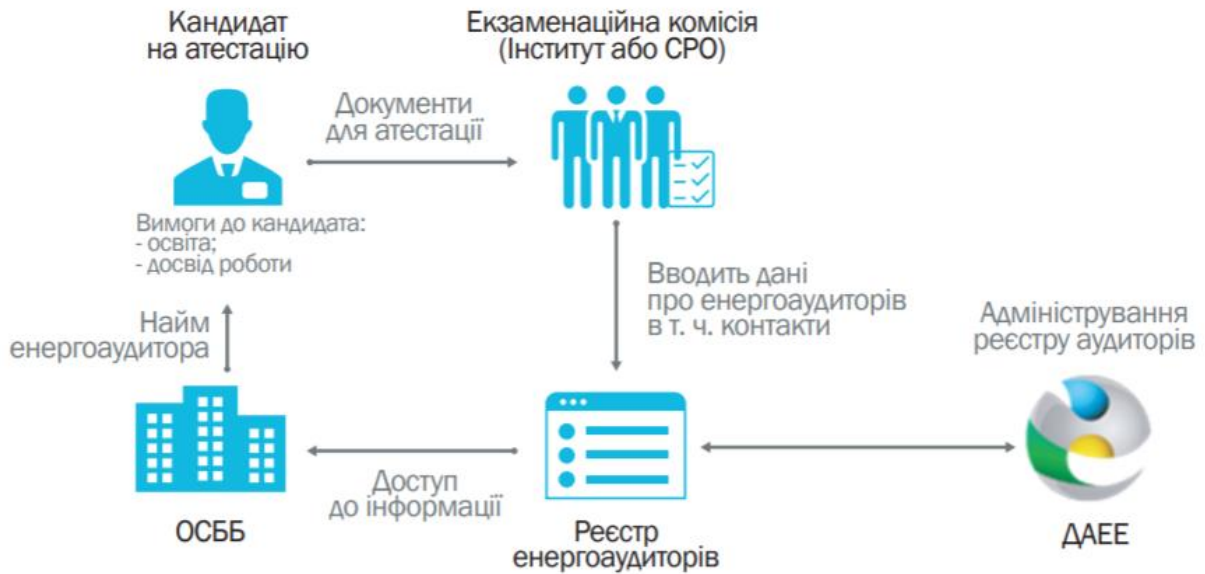 Кандидат
на атестацію
Екзаменаційна комісія
(Інститут або СРО)
Документи
для атестації
Вимоги до кандидата:
- освіта;
- досвід роботи
Вводить дані
про енергоаудиторів
в т. ч. контакти
Найм
енергоаудитора
Адміністрування
реєстру аудиторів
Доступ
до інформації
ОСББ
Реєстр
енергоаудиторів
ДАЕЕ